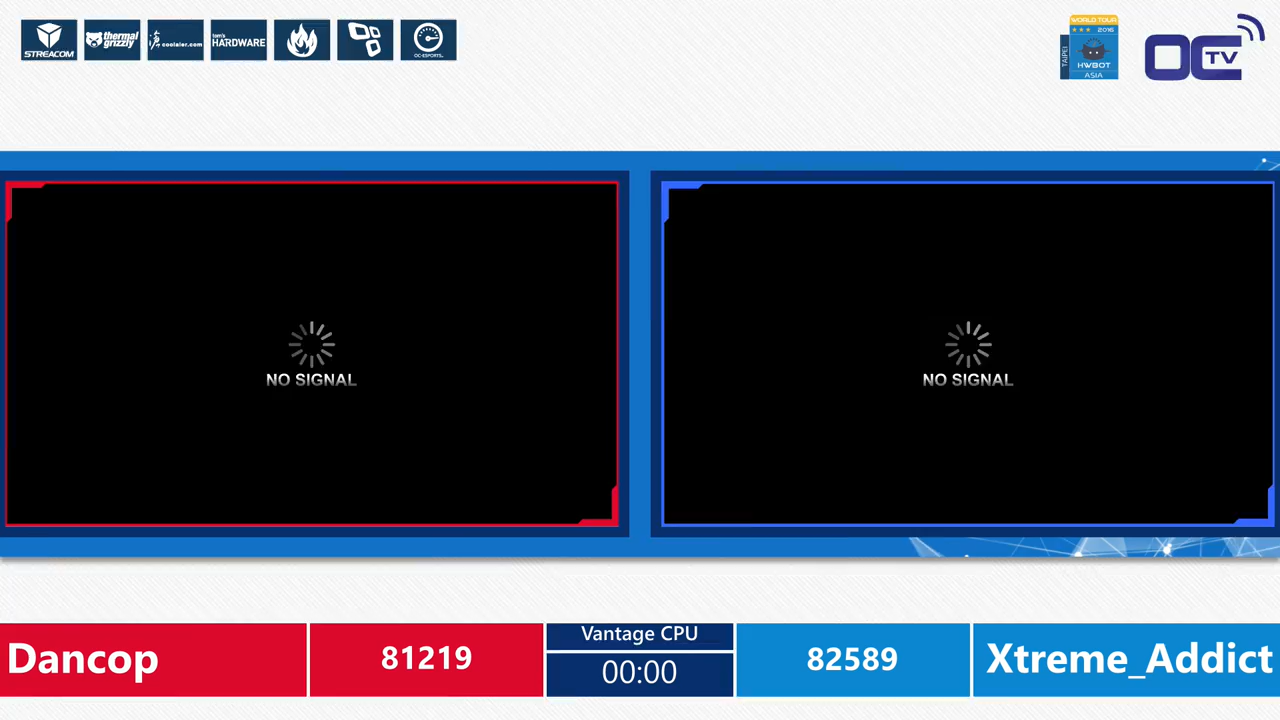 STREACOM
thermal grizzly
coolaler.com
tom's HARDWARE
OC-ESPORTS
WORLD TOUR
2016
TAIPEI
HWBOT
ASIA
OC TV
NO SIGNAL
NO SIGNAL
Dancop
81219
Vantage CPU
00:00
82589
Xtreme_Addict